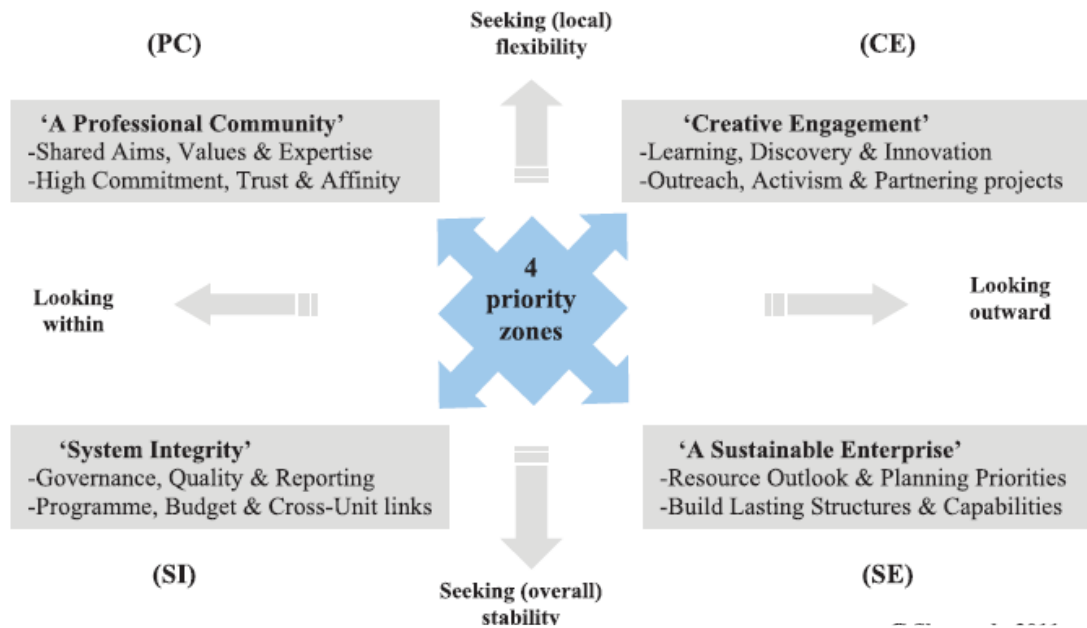 Seeking (local)
flexibility
(PC)
(CE)
'A Professional Community'
-Shared Aims, Values & Expertise
-High Commitment, Trust & Affinity
'Creative Engagement'
-Learning, Discovery & Innovation
-Outreach, Activism & Partnering projects
Looking
within
4
priority
zones
Looking
outward
'System Integrity'
-Governance, Quality & Reporting
-Programme, Budget & Cross-Unit links
'A Sustainable Enterprise'
-Resource Outlook & Planning Priorities
-Build Lasting Structures & Capabilities
(SI)
(SE)
Seeking (overall)
stability